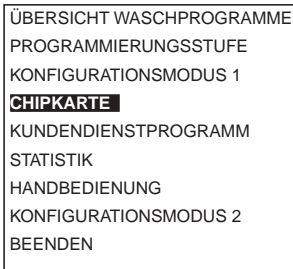 ÜBERSICHT WASCHPROGRAMME
PROGRAMMIERUNGSSTUFE
KONFIGURATIONSMODUS 1
CHIPKARTE
KUNDENDIENSTPROGRAMM
STATISTIK
HANDBEDIENUNG
KONFIGURATIONSMODUS 2
BEENDEN